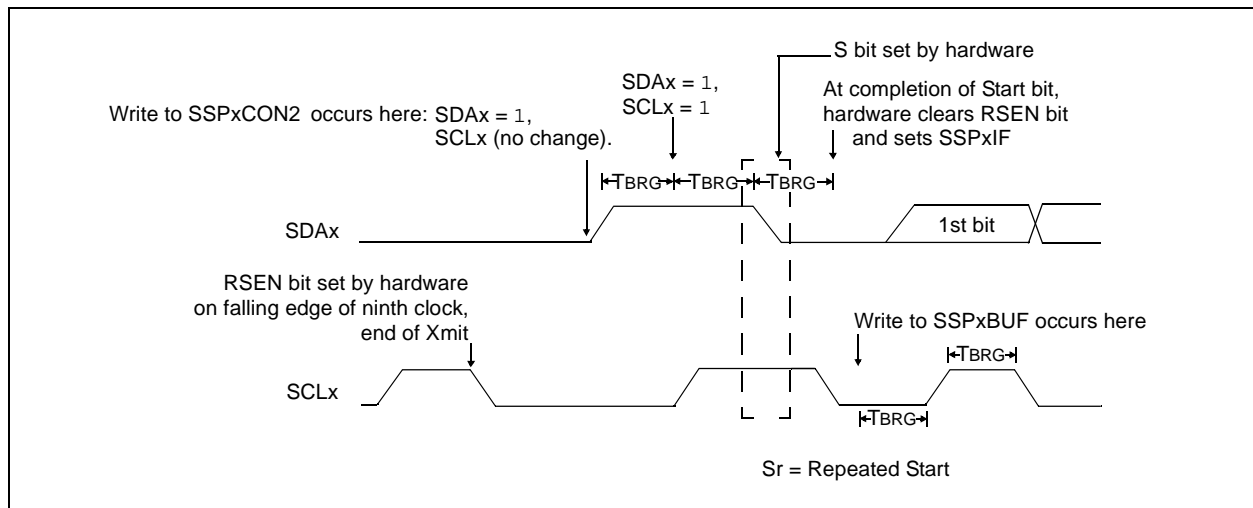 S bit set by hardware
SDAx = 1,
SCLx = 1
At completion of Start bit,
hardware clears RSEN bit
and sets SSPxIF
Write to SSPxCON2 occurs here: SDAx = 1,
SCLx (no change).
TBRG TBRG TBRG
SDAx
1st bit
RSEN bit set by hardware
on falling edge of ninth clock,
end of Xmit
Write to SSPxBUF occurs here
TBRG
SCLx
TBRG
Sr = Repeated Start